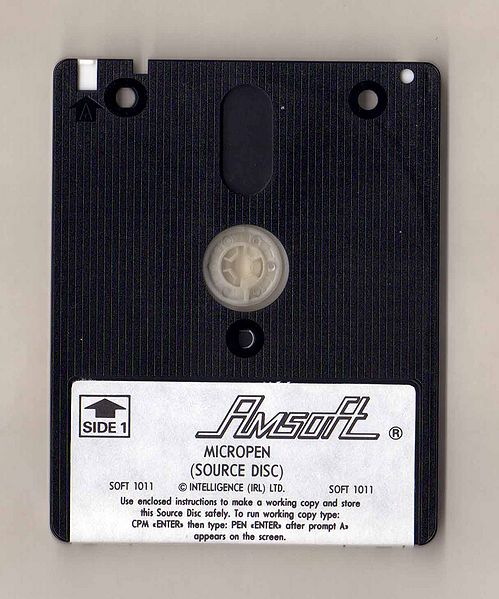 A
SIDE 1
Amsoft ®
MICROPEN
(SOURCE DISC)
SOFT 1011 © INTELLIGENCE (IRL) LTD. SOFT 1011
Use enclosed instructions to make a working copy and store
this Source Disc safely. To run working copy type:
CPM «ENTER» then type: PEN «ENTER» after prompt A»
appears on the screen.